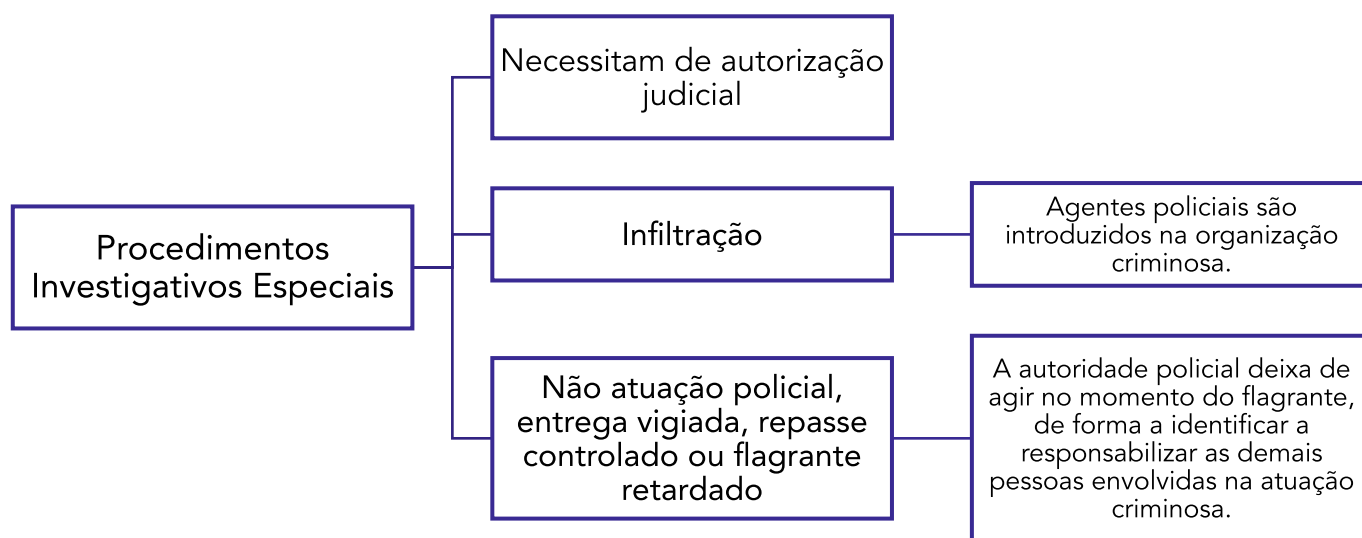 Necessitam de autorização
judicial
Procedimentos
Investigativos Especiais
Infiltração
Agentes policiais são
introduzidos na organização
criminosa.
Não atuação policial,
entrega vigiada, repasse
controlado ou flagrante
retardado
A autoridade policial deixa de
agir no momento do flagrante,
de forma a identificar a
responsabilizar as demais
pessoas envolvidas na atuação
criminosa.